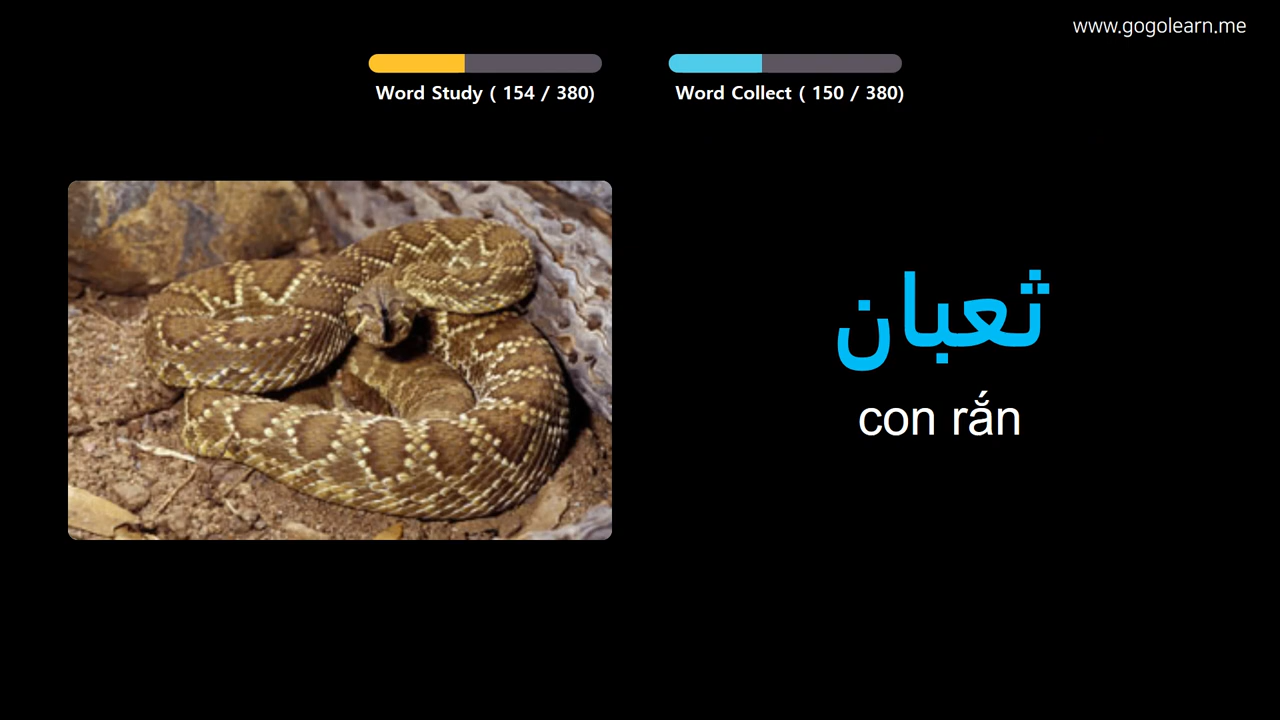 www.gogolearn.me
Word Study ( 154 / 380)
Word Collect ( 150 / 380)
ثعبان
con rắn